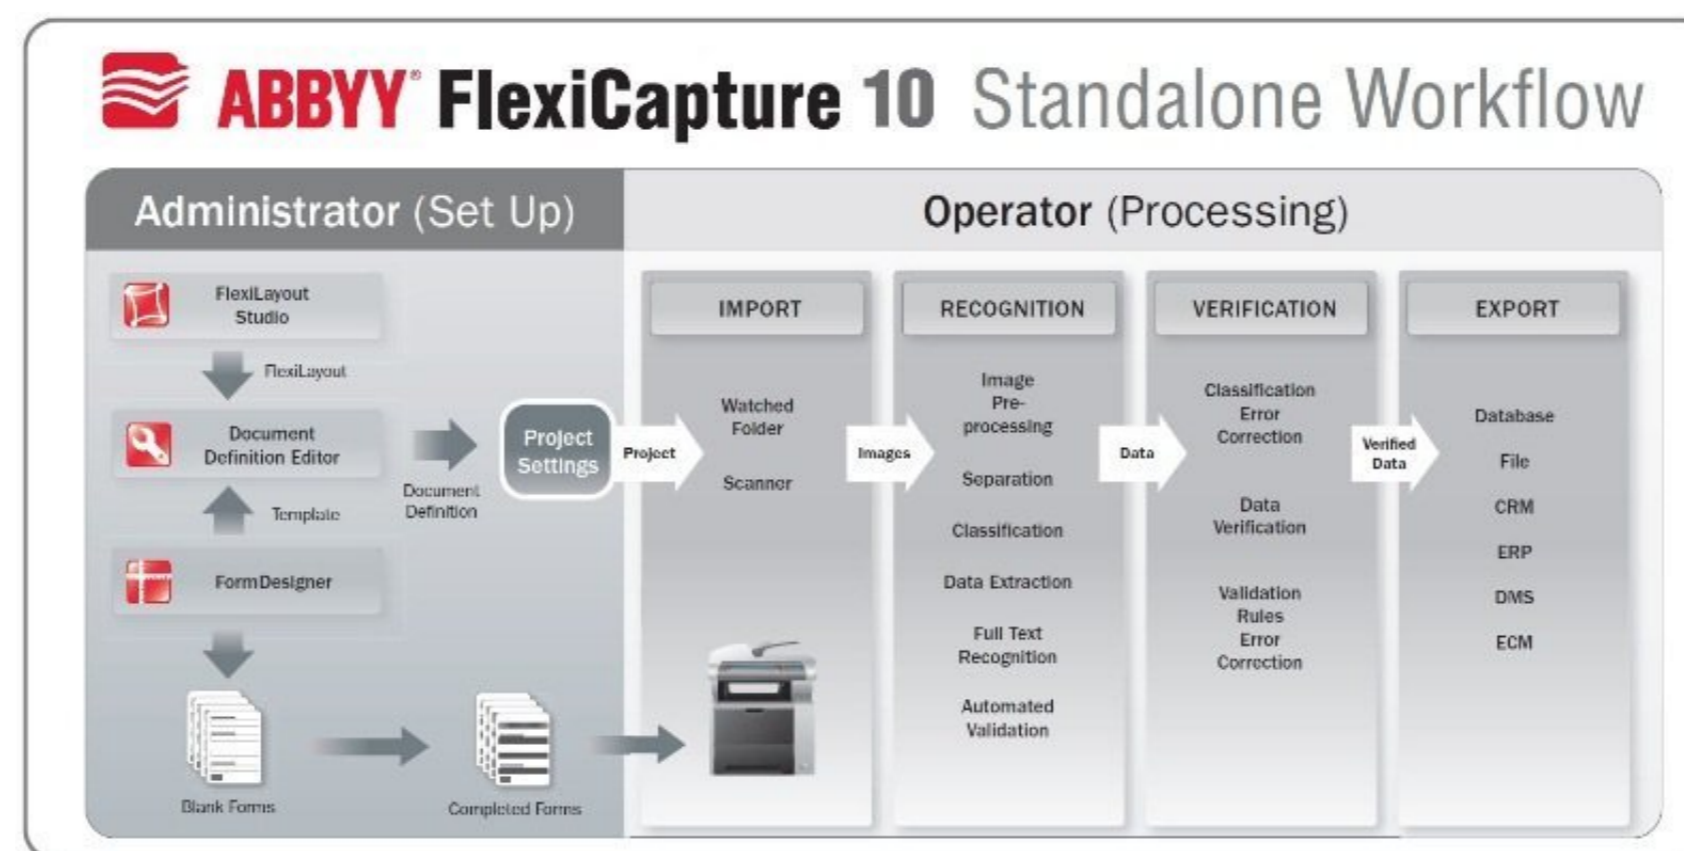 ABBYY® FlexiCapture 10 Standalone Workflow
Administrator (Set Up)
FlexiLayout
Studio
FlexiLayout
Document
Definition Editor
Template
FormDesigner
Blank Forms
Completed Forms
Document
Definition
Project
Settings
Project
Operator (Processing)
IMPORT
Watched
Folder
Scanner
Images
RECOGNITION
Image
Pre-
processing
Separation
Classification
Data Extraction
Full Text
Recognition
Automated
Validation
Data
VERIFICATION
Classification
Error
Correction
Data
Verification
Validation
Rules
Error
Correction
Verified
Data
EXPORT
Database
File
CRM
ERP
DMS
ECM